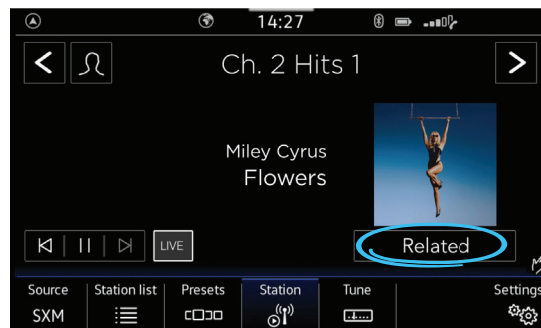 14:27
Ch. 2 Hits 1
Miley Cyrus
Flowers
LIVE
Related
Source Station list Presets Station Tune Settings
SXM